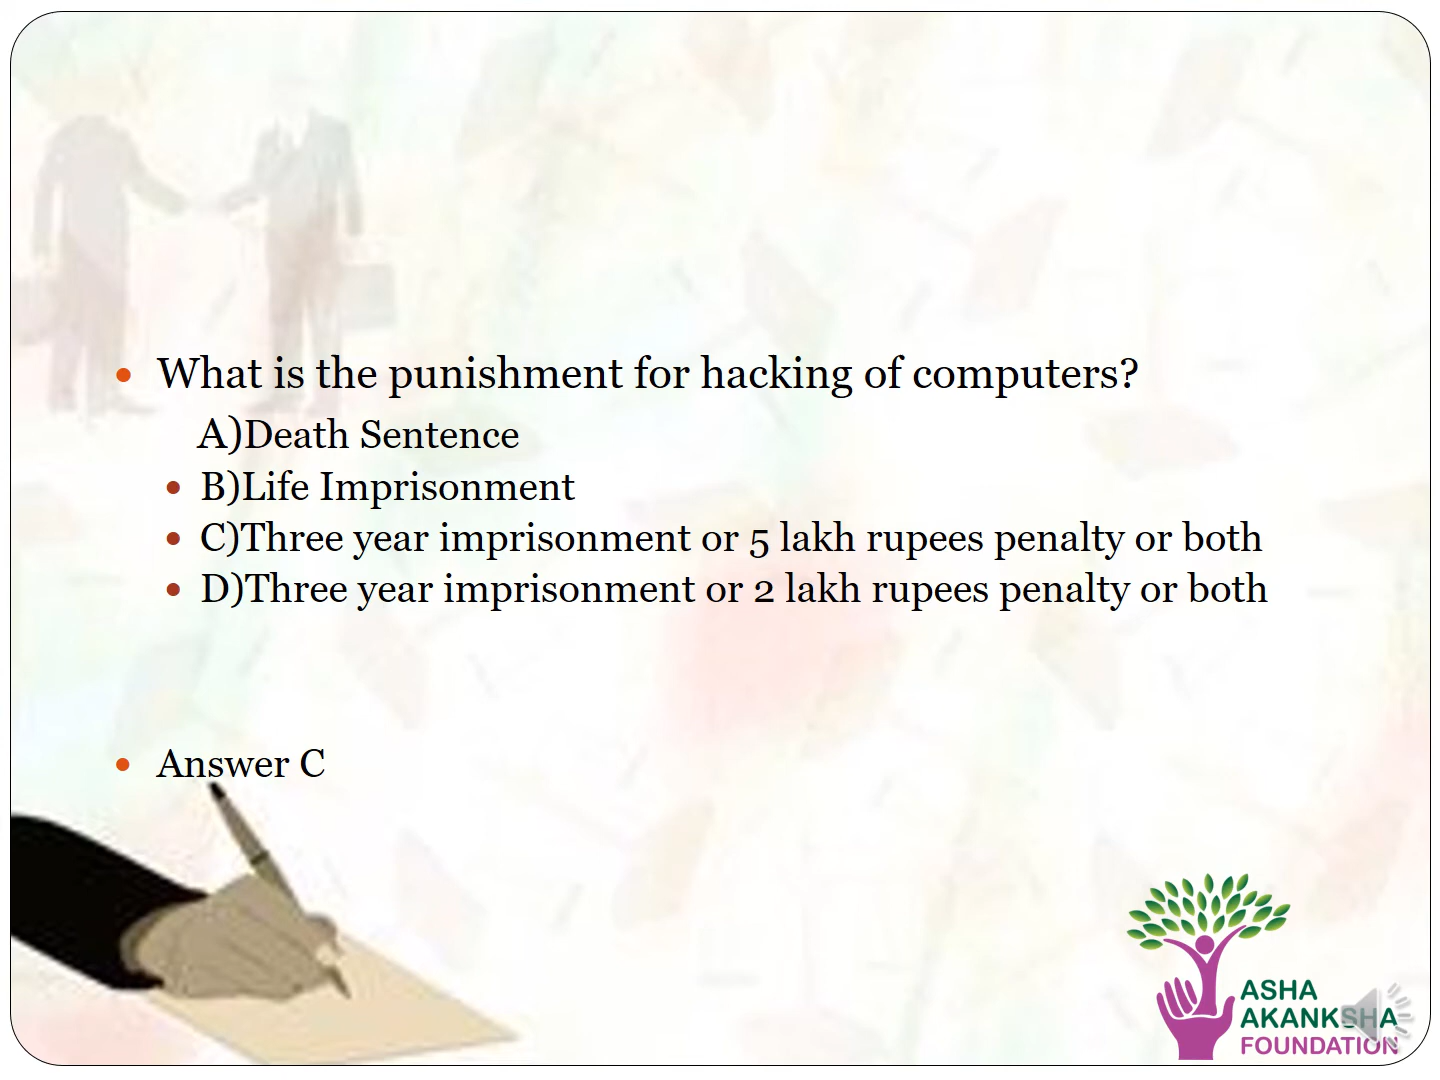 What is the punishment for hacking of computers?
A)Death Sentence
B)Life Imprisonment
C)Three year imprisonment or 5 lakh rupees penalty or both
D)Three year imprisonment or 2 lakh rupees penalty or both
Answer C
ASHA
AKANKSHA
FOUNDATION